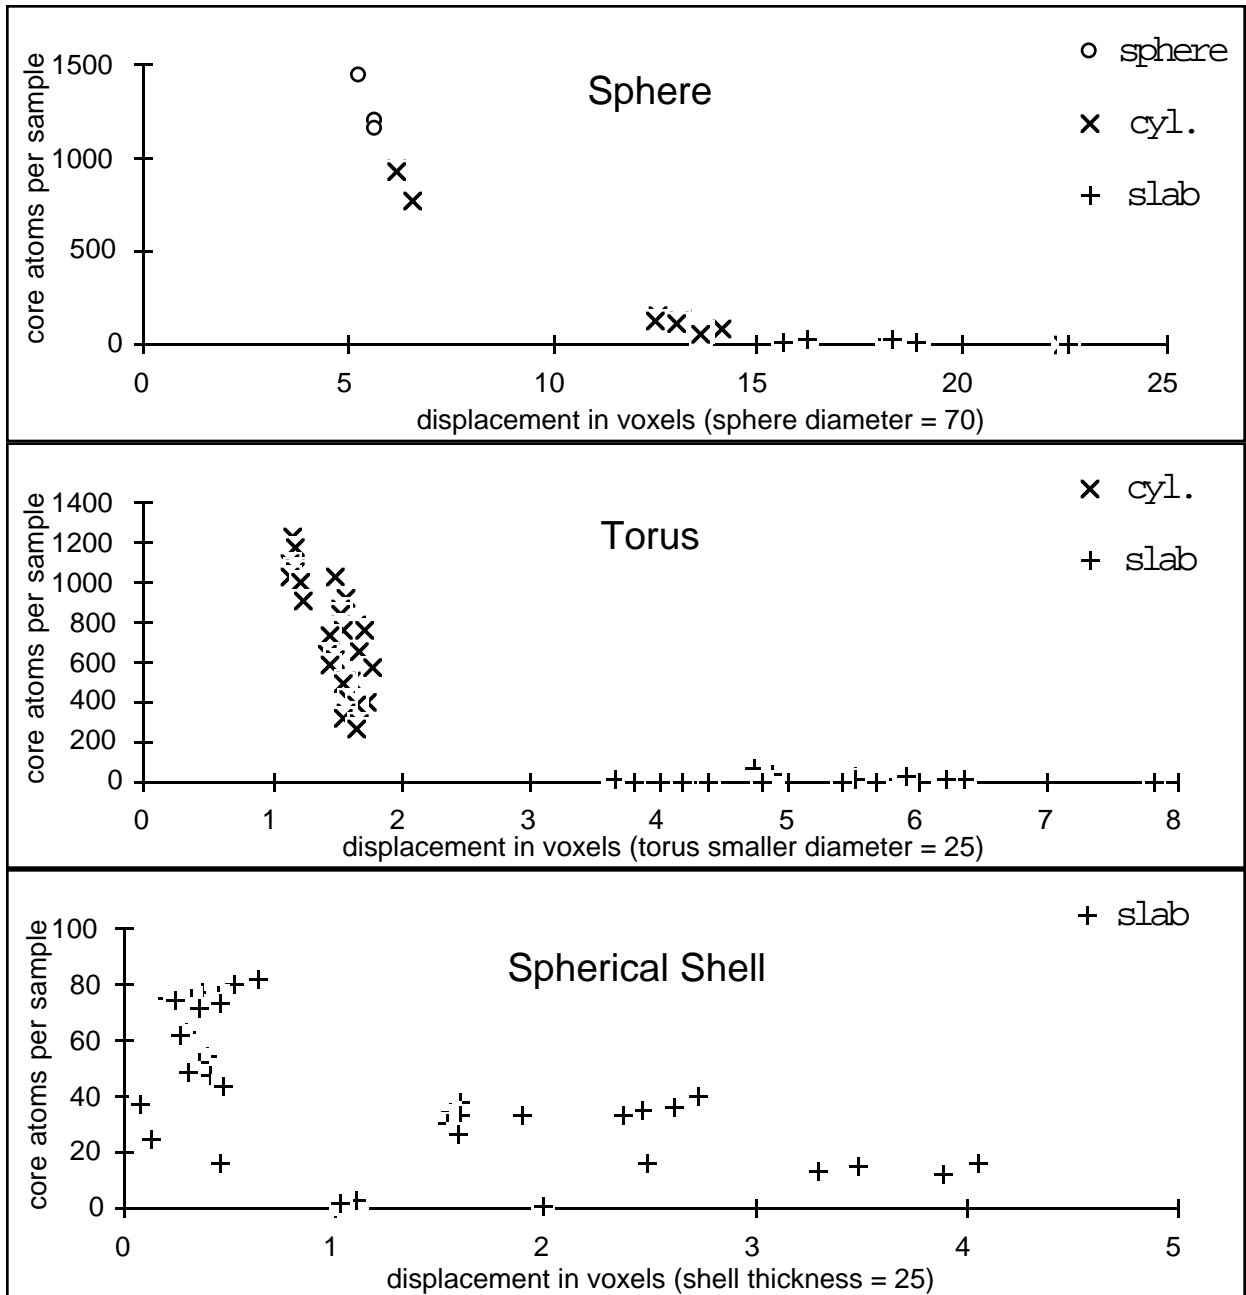 Sphere
core atoms per sample
1500
1000
500
0
0 5 10 15 20 25
displacement in voxels (sphere diameter = 70)
sphere
cyl.
slab
Torus
core atoms per sample
1400
1200
1000
800
600
400
200
0
0 1 2 3 4 5 6 7 8
displacement in voxels (torus smaller diameter = 25)
cyl.
slab
Spherical Shell
core atoms per sample
100
80
60
40
20
0
0 1 2 3 4 5
displacement in voxels (shell thickness = 25)
slab